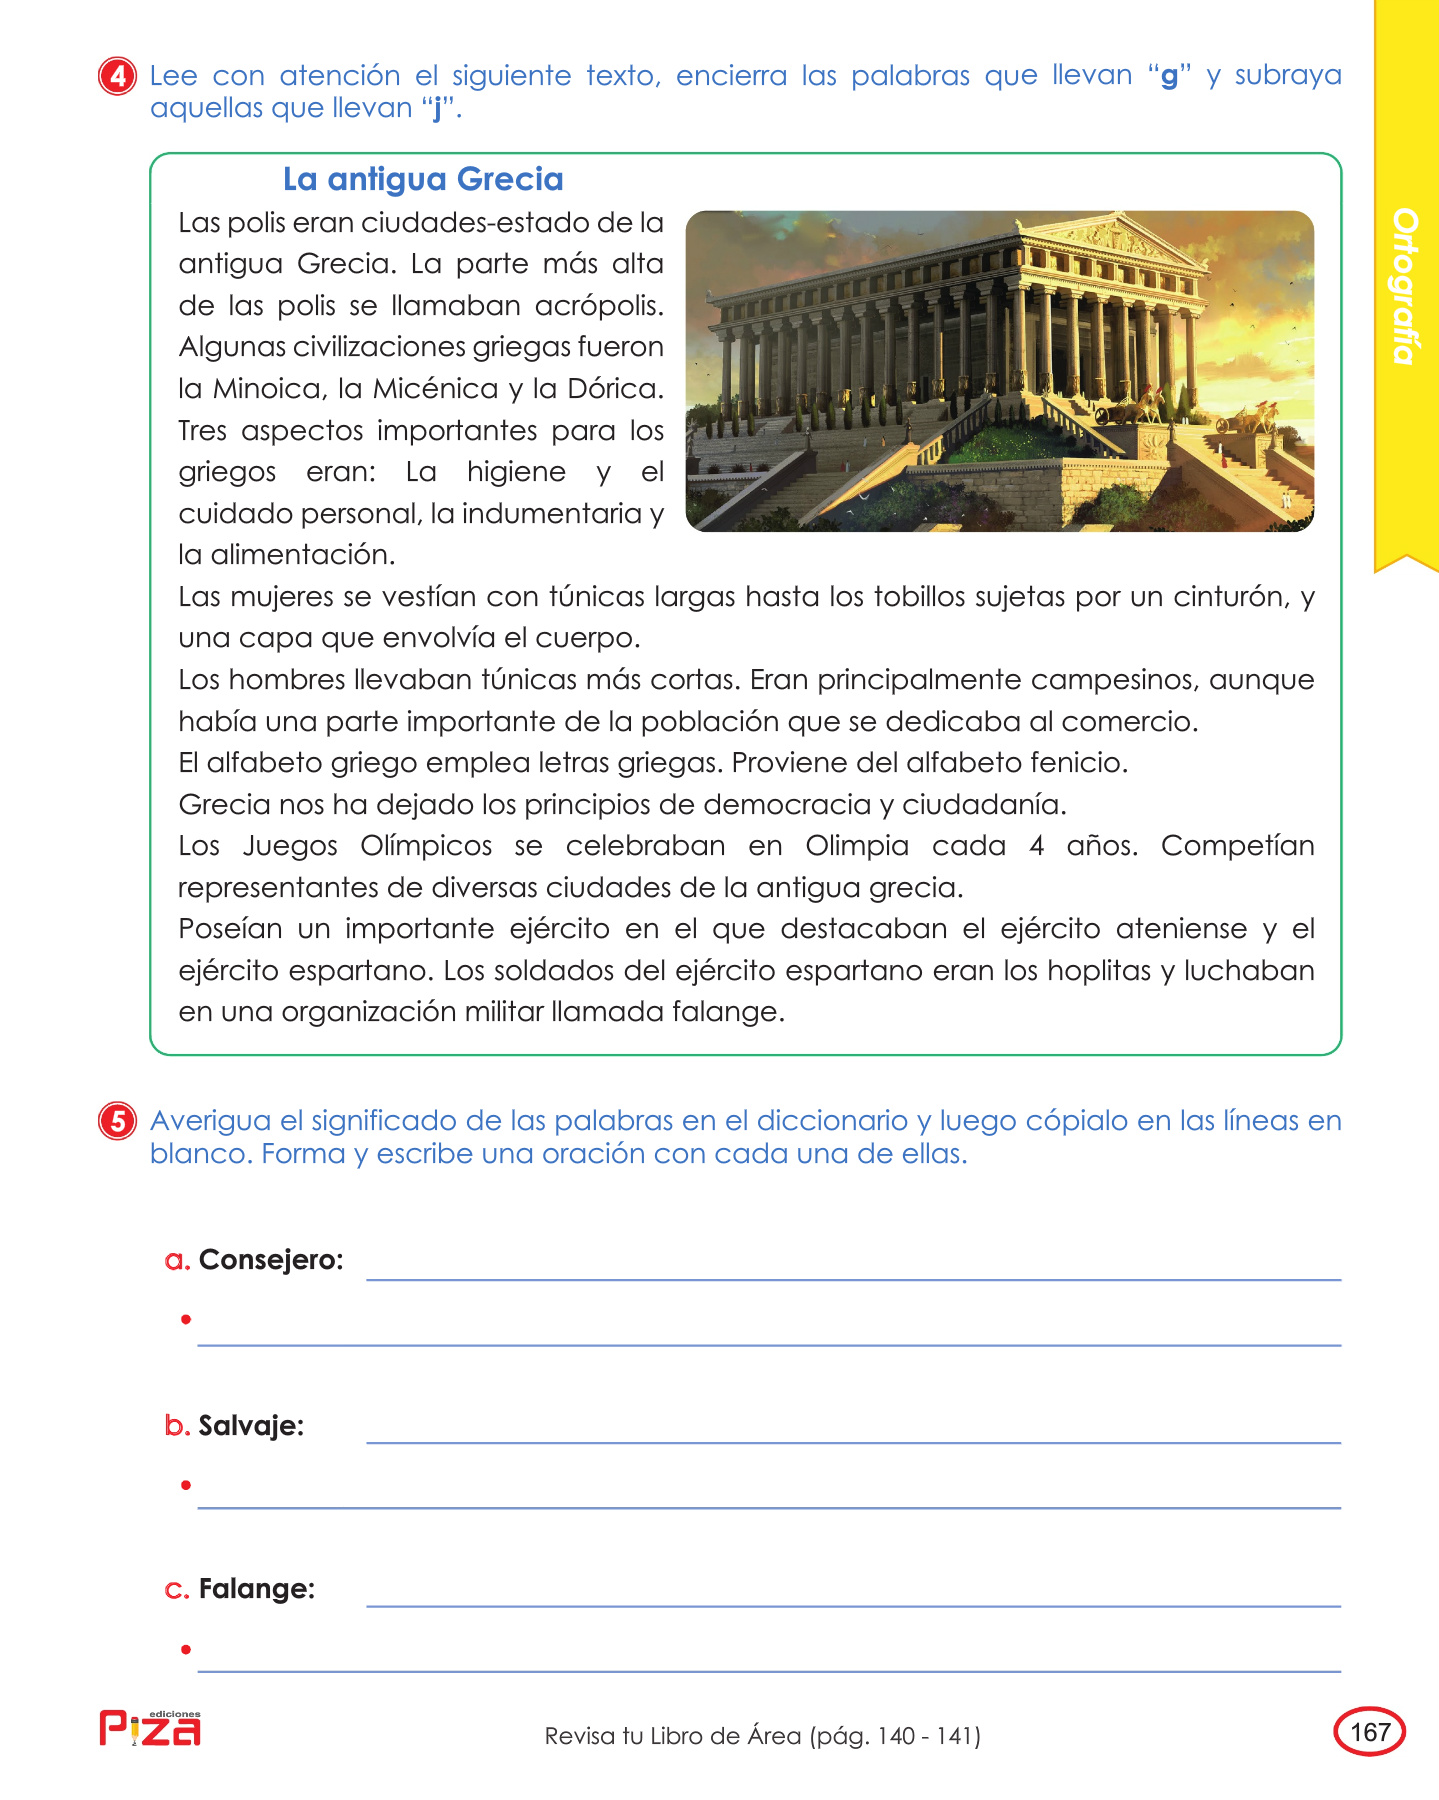 4 Lee con atención el siguiente texto, encierra las palabras que llevan “g” y subraya
aquellas que llevan “j”.
La antigua Grecia
Las polis eran ciudades-estado de la
antigua Grecia. La parte más alta
de las polis se llamaban acrópolis.
Algunas civilizaciones griegas fueron
la Minoica, la Micénica y la Dórica.
Tres aspectos importantes para los
griegos eran: La higiene y el
cuidado personal, la indumentaria y
la alimentación.
Las mujeres se vestían con túnicas largas hasta los tobillos sujetas por un cinturón, y
una capa que envolvía el cuerpo.
Los hombres llevaban túnicas más cortas. Eran principalmente campesinos, aunque
había una parte importante de la población que se dedicaba al comercio.
El alfabeto griego emplea letras griegas. Proviene del alfabeto fenicio.
Grecia nos ha dejado los principios de democracia y ciudadanía.
Los Juegos Olímpicos se celebraban en Olimpia cada 4 años. Competían
representantes de diversas ciudades de la antigua grecia.
Poseían un importante ejército en el que destacaban el ejército ateniense y el
ejército espartano. Los soldados del ejército espartano eran los hoplitas y luchaban
en una organización militar llamada falange.
Ortografía
5 Averigua el significado de las palabras en el diccionario y luego cópialo en las líneas en
blanco. Forma y escribe una oración con cada una de ellas.
a. Consejero:
•
b. Salvaje:
•
c. Falange:
•
ediciones
Piza
Revisa tu Libro de Área (pág. 140 - 141)
167